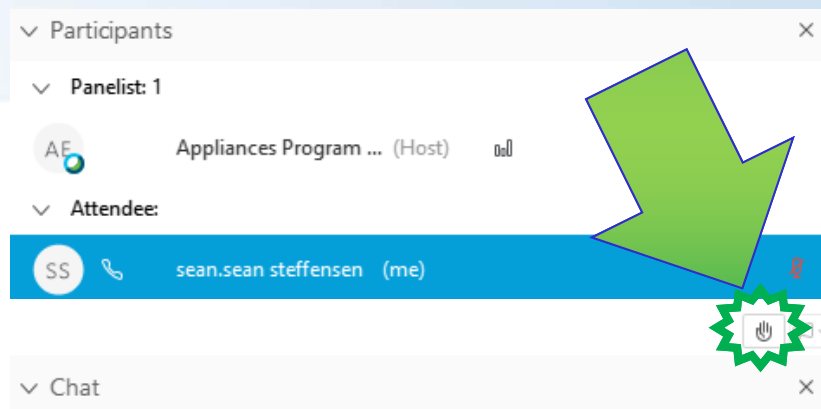 Participants
Panelist: 1
AE Appliances Program ... (Host)
Attendee:
SS sean.sean steffensen (me)
Chat